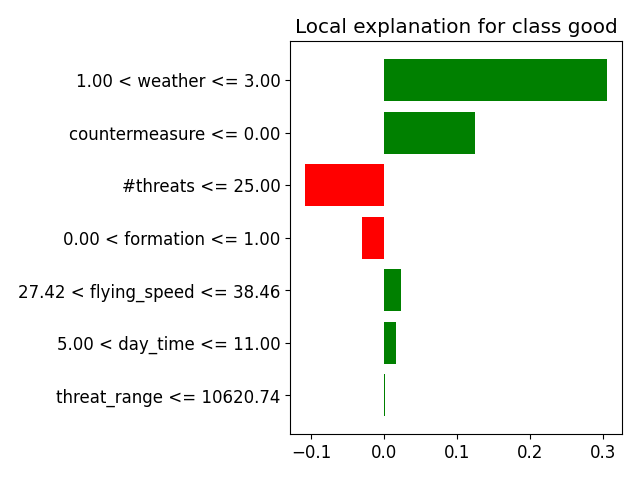 Local explanation for class good
1.00 < weather <= 3.00
countermeasure <= 0.00
#threats <= 25.00
0.00 < formation <= 1.00
27.42 < flying_speed <= 38.46
5.00 < day_time <= 11.00
threat_range <= 10620.74
−0.1 0.0 0.1 0.2 0.3